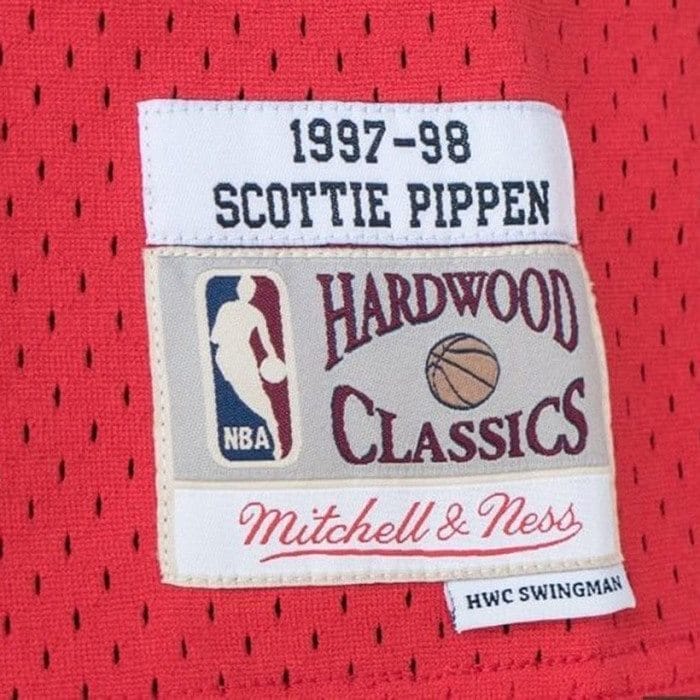 1997-98
SCOTTIE PIPPEN
HARDWOOD
CLASSICS
NBA
Mitchell & Ness
HWC SWINGMAN